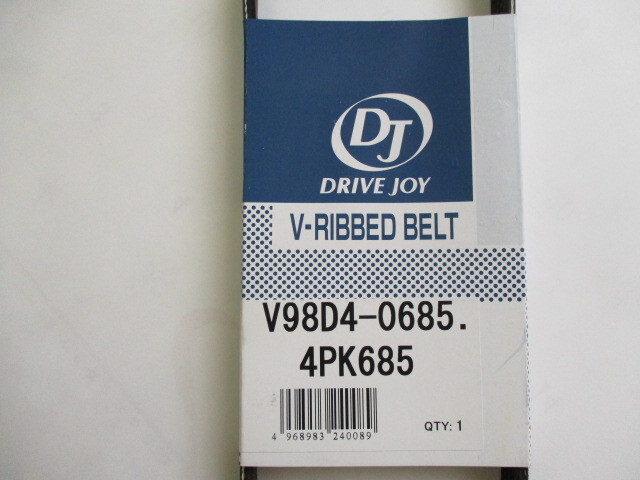 DJ
DRIVE JOY
V-RIBBED BELT
V98D4-0685.
4PK685
4 968983 240089
QTY: 1